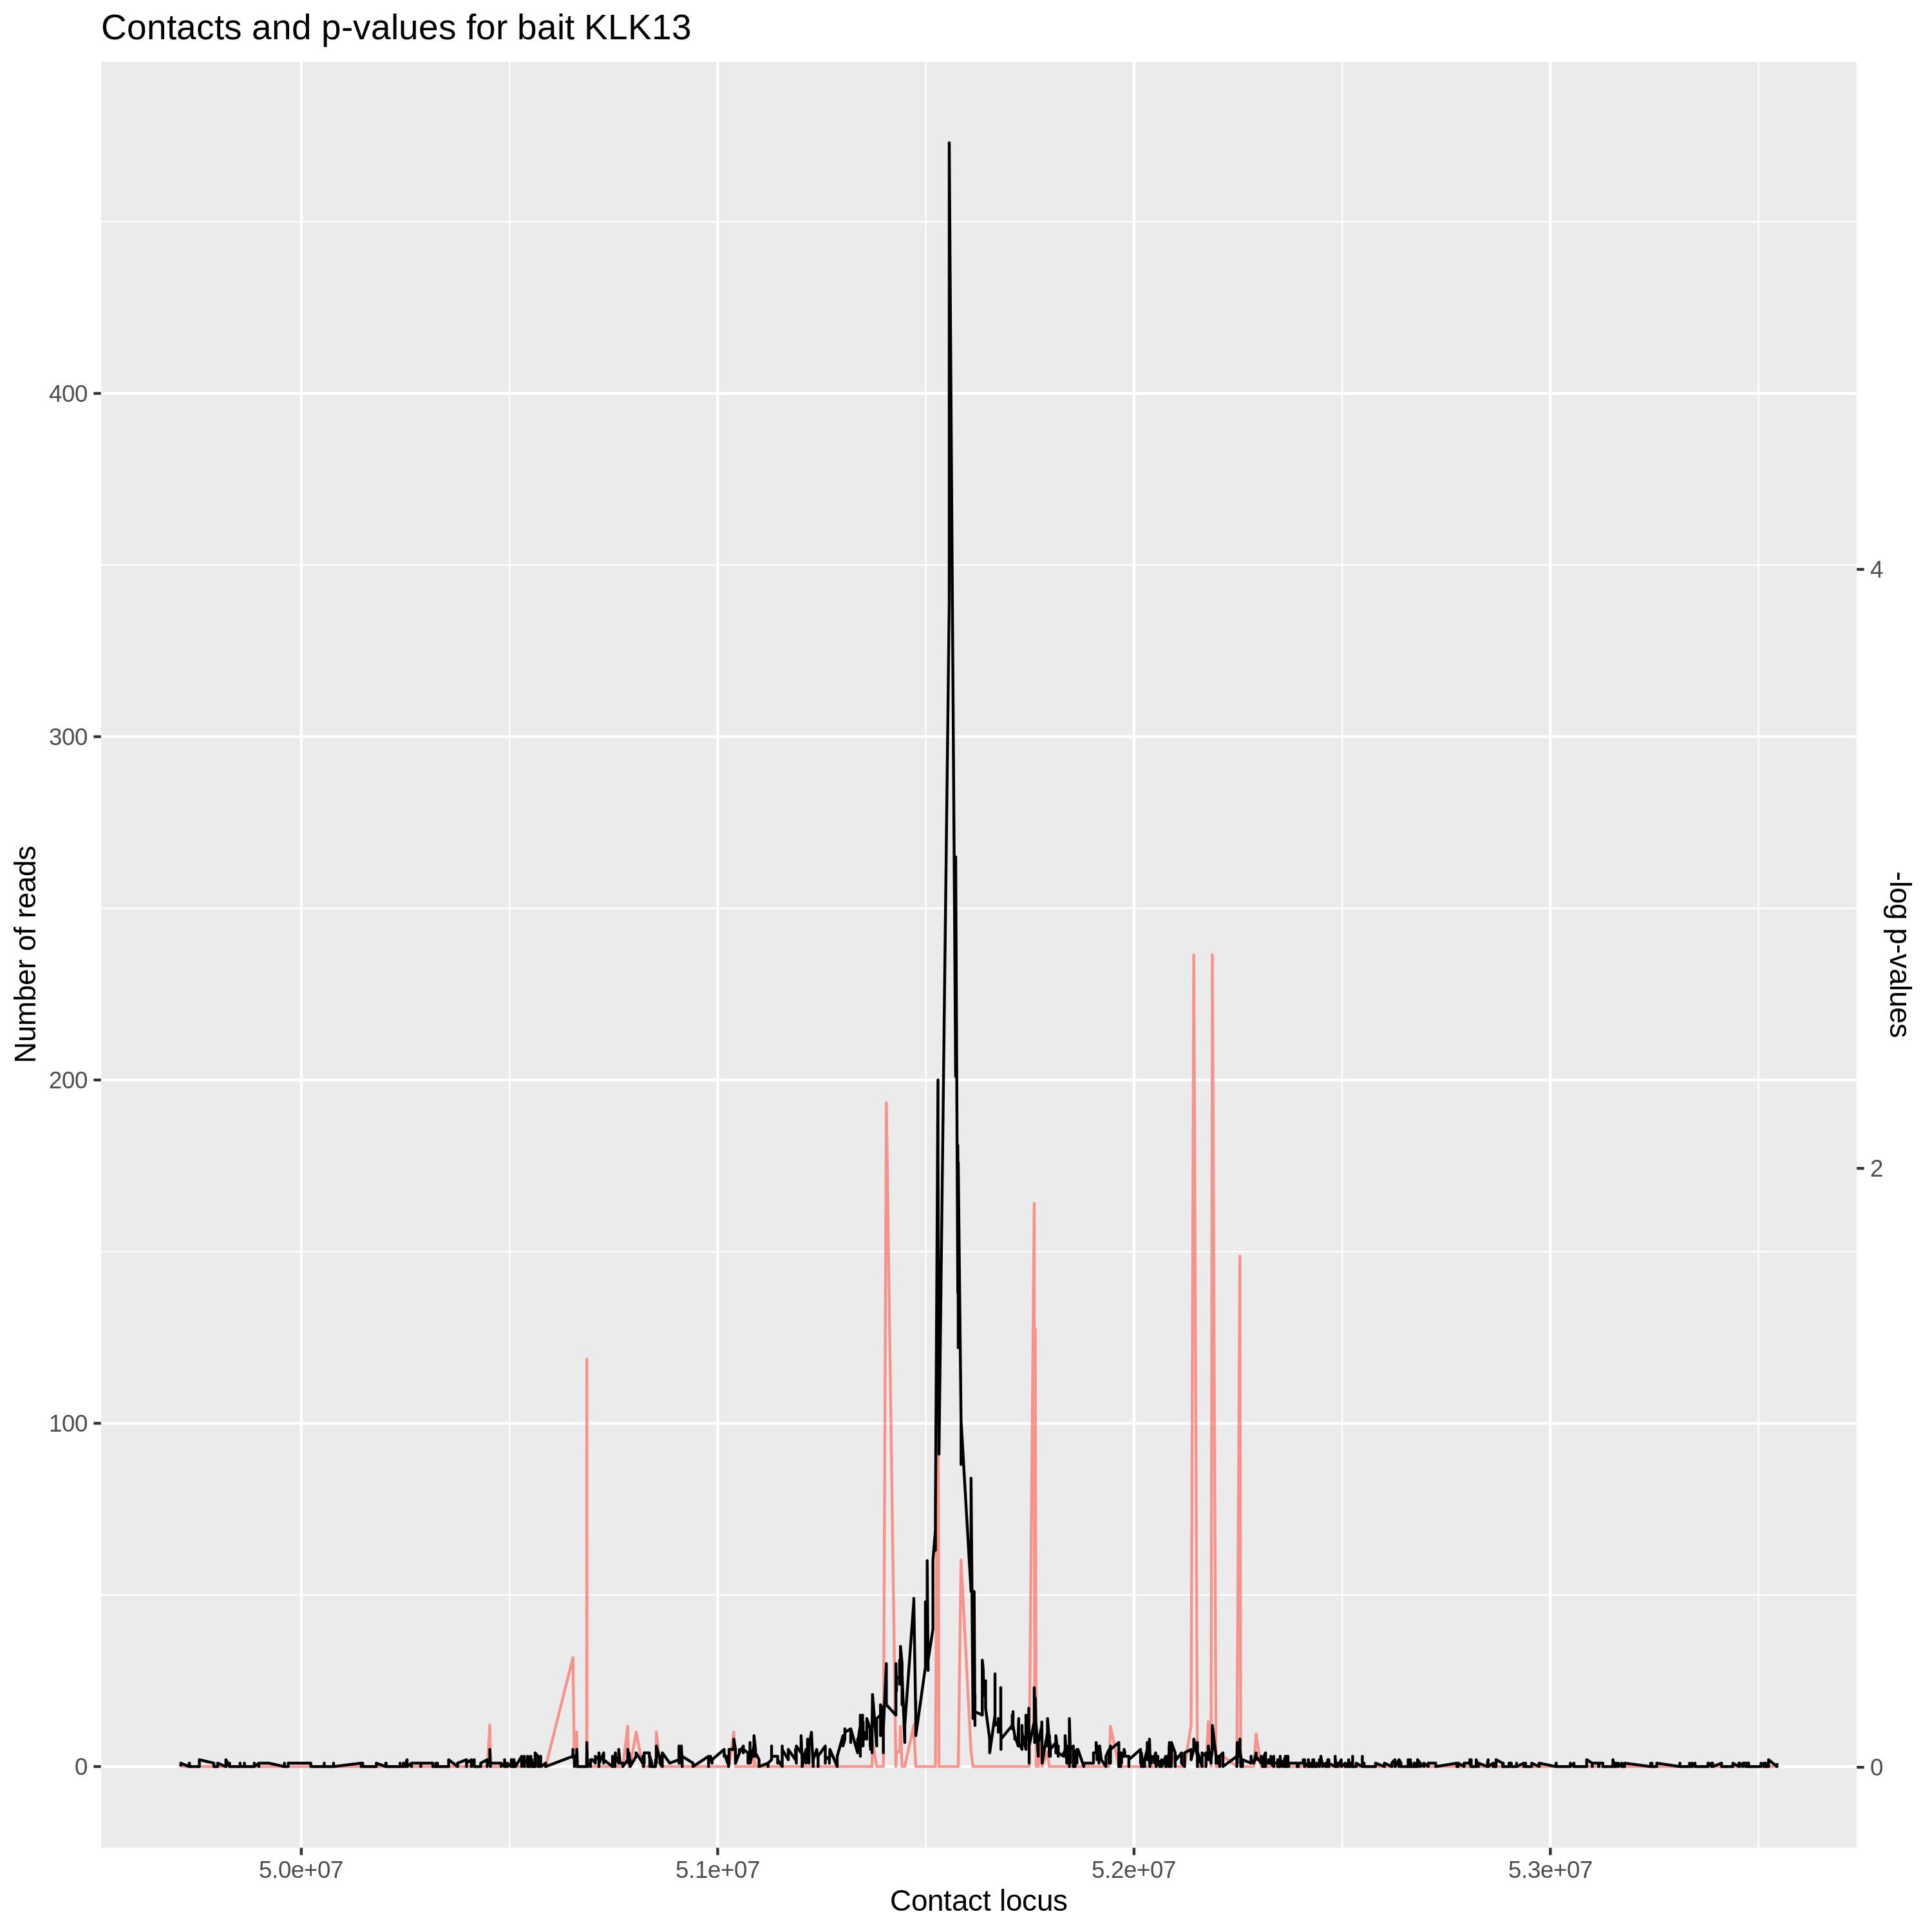 Contacts and p-values for bait KLK13
400
300
200
100
0
Number of reads
4
2
0
-log p-values
5.0e+07
5.1e+07
5.2e+07
5.3e+07
Contact locus